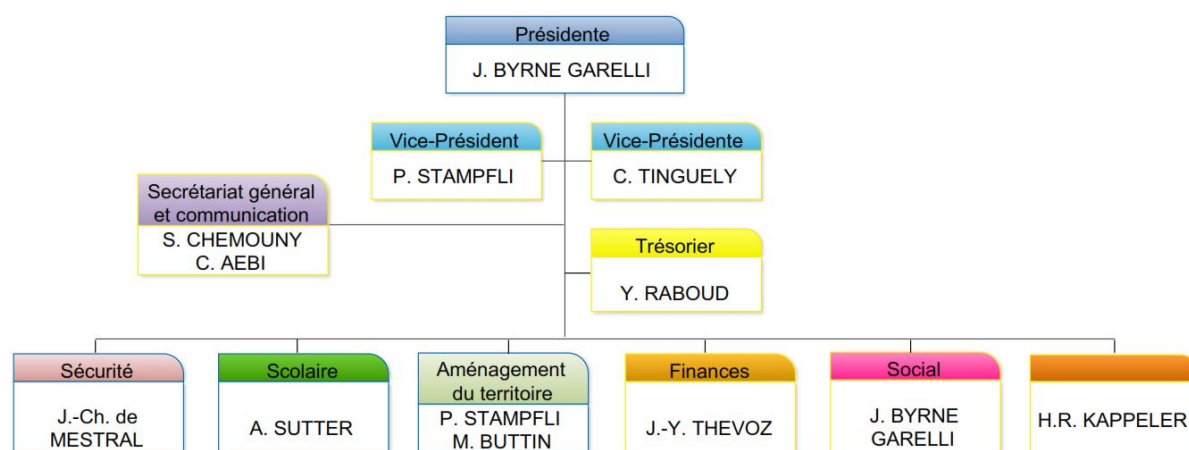 Présidente
J. BYRNE GARELLI
Vice-Président
P. STAMPFLI
Vice-Présidente
C. TINGUELY
Secrétariat général
et communication
S. CHEMOUNY
C. AEBI
Trésorier
Y. RABOUD
Sécurité
J.-Ch. de
MESTRAL
Scolaire
A. SUTTER
Aménagement
du territoire
P. STAMPFLI
M. BUTTIN
Finances
J.-Y. THEVOZ
Social
J. BYRNE
GARELLI
H.R. KAPPELER